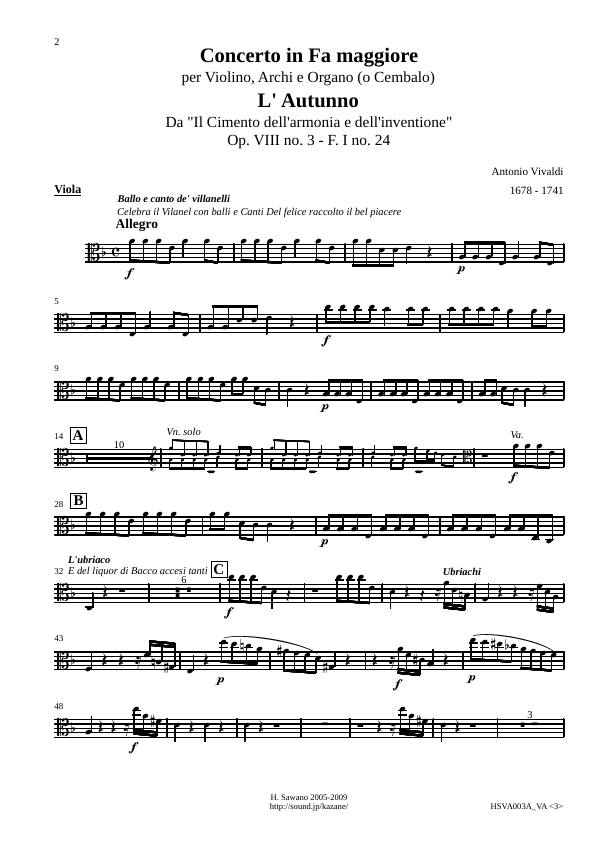 2
Concerto in Fa maggiore
per Violino, Archi e Organo (o Cembalo)
L' Autunno
Da "Il Cimento dell'armonia e dell'inventione"
Op. VIII no. 3 - F. I no. 24
Antonio Vivaldi
Viola
1678 - 1741
Ballo e canto de' villanelli
Celebra il Vilanel con balli e Canti Del felice raccolto il bel piacere
Allegro
f
p
5
f
9
p
14 A
10
Vn. solo
Va.
f
28 B
p
L'ubriaco
32 E del liquor di Bacco accesi tanti C
6
Ubriachi
f
43
p
f
p
48
3
f
H. Sawano 2005-2009
http://sound.jp/kazane/
HSVA003A_VA <3>